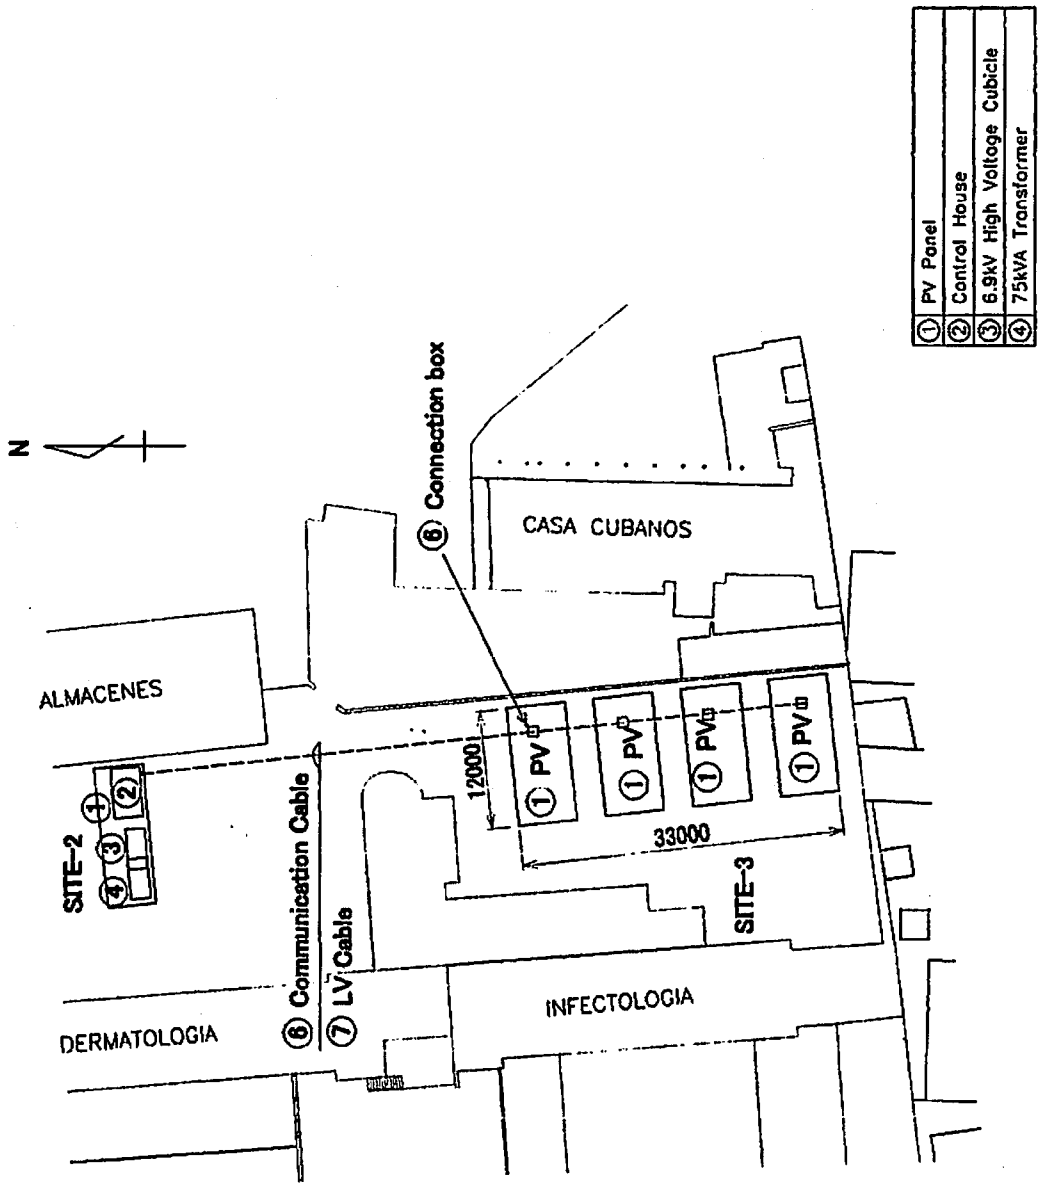 N
① PV Panel
② Control House
③ 6.9kV High Voltage Cubicle
④ 75kVA Transformer
⑥ Connection box
CASA CUBANOS
ALMACENES
SITE-2
①
②
③
④
12000
① PV
① PV
① PV
① PV
33000
SITE-3
⑥ Communication Cable
⑦ LV Cable
DERMATOLOGIA
INFECTOLOGIA